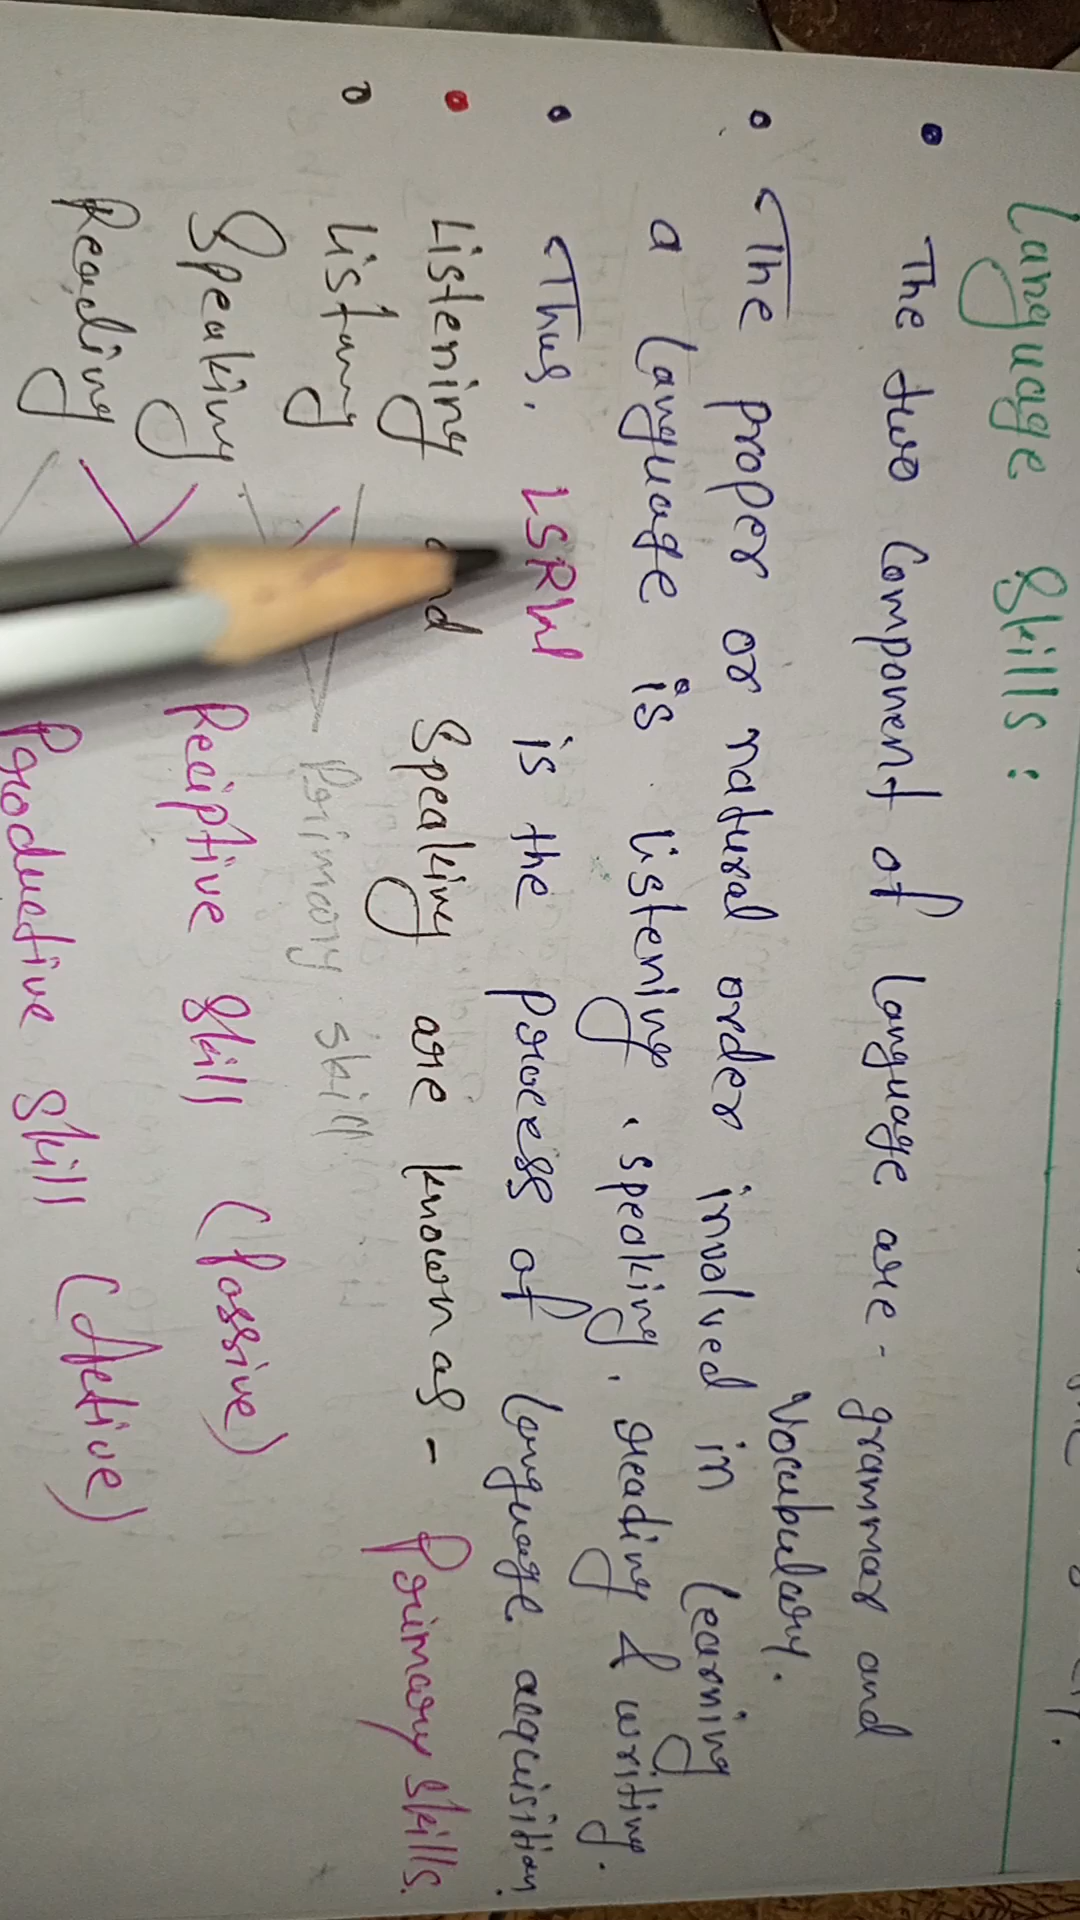 Language Skills :
• The two Component of language are - grammar and
Vocabulary.
• The proper or natural order involved in learning
a language is listening, speaking, reading & writing.
• Thus, LSRW is the process of language acquisition.
• Listening and Speaking are known as - Primary skills.
Listany
Primary skill
Speaking
Reciptive skill (Passive)
Reading
Productive skill (Active)